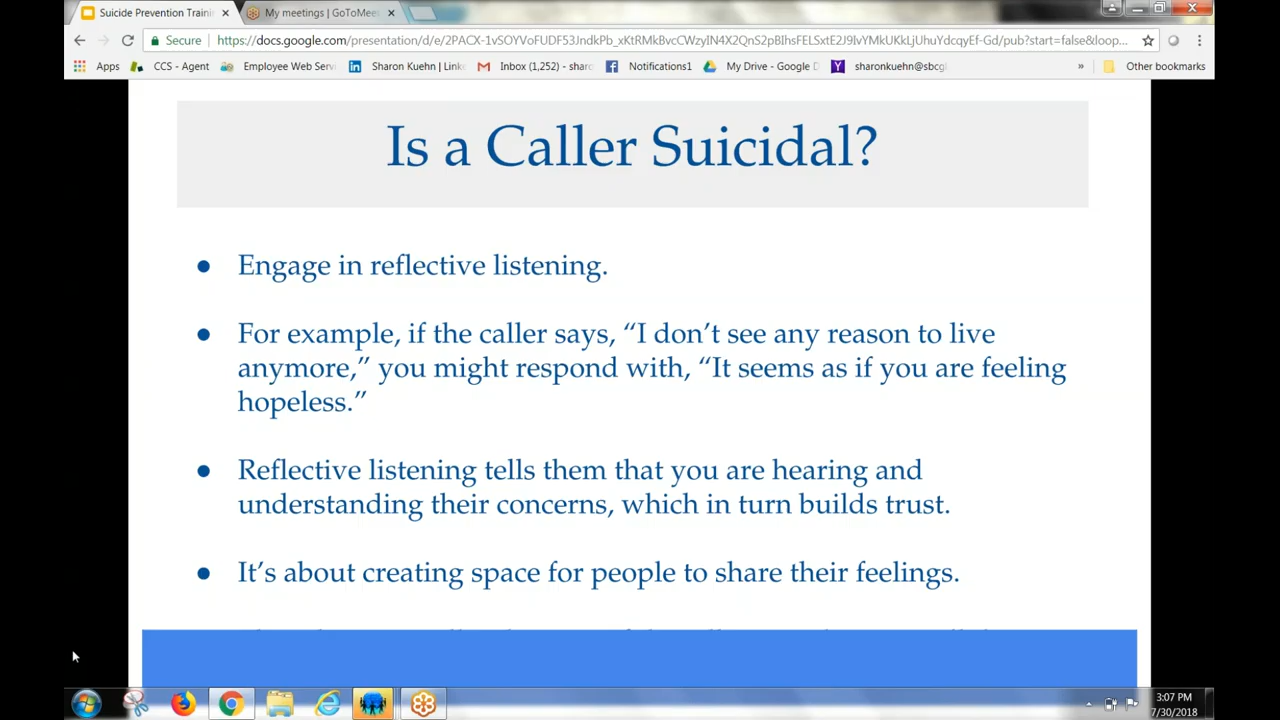 Suicide Prevention Traini
My meetings | GoToMee
Secure
https://docs.google.com/presentation/d/e/2PACX-1vSOYVoFUDF53JndkPb_xKtRMkBvcCWzyIN4X2QnS2pBIhsFELSxtE2J9lvYMkUKkLjUhuYdcqyEf-Gd/pub?start=false&loop...
Apps
CCS - Agent
Employee Web Serv
Sharon Kuehn | Link
Inbox (1,252) - shar
Notifications1
My Drive - Google D
sharonkuehn@sbcgl
»
Other bookmarks
Is a Caller Suicidal?
● Engage in reflective listening.
● For example, if the caller says, “I don’t see any reason to live
anymore,” you might respond with, “It seems as if you are feeling
hopeless.”
● Reflective listening tells them that you are hearing and
understanding their concerns, which in turn builds trust.
● It’s about creating space for people to share their feelings.
3:07 PM
7/30/2018